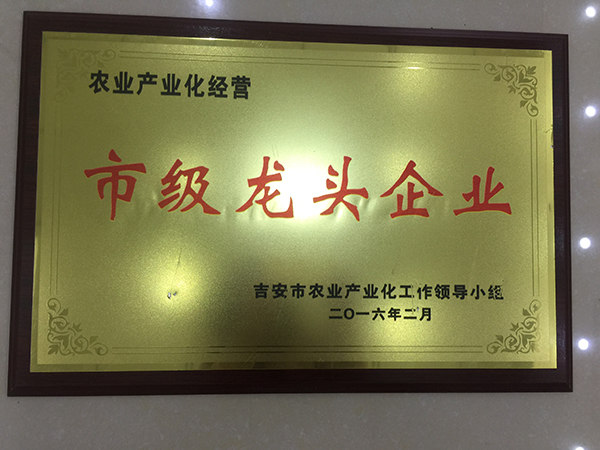 农业产业化经营
市级龙头企业
吉安市农业产业化工作领导小组
二〇一六年二月